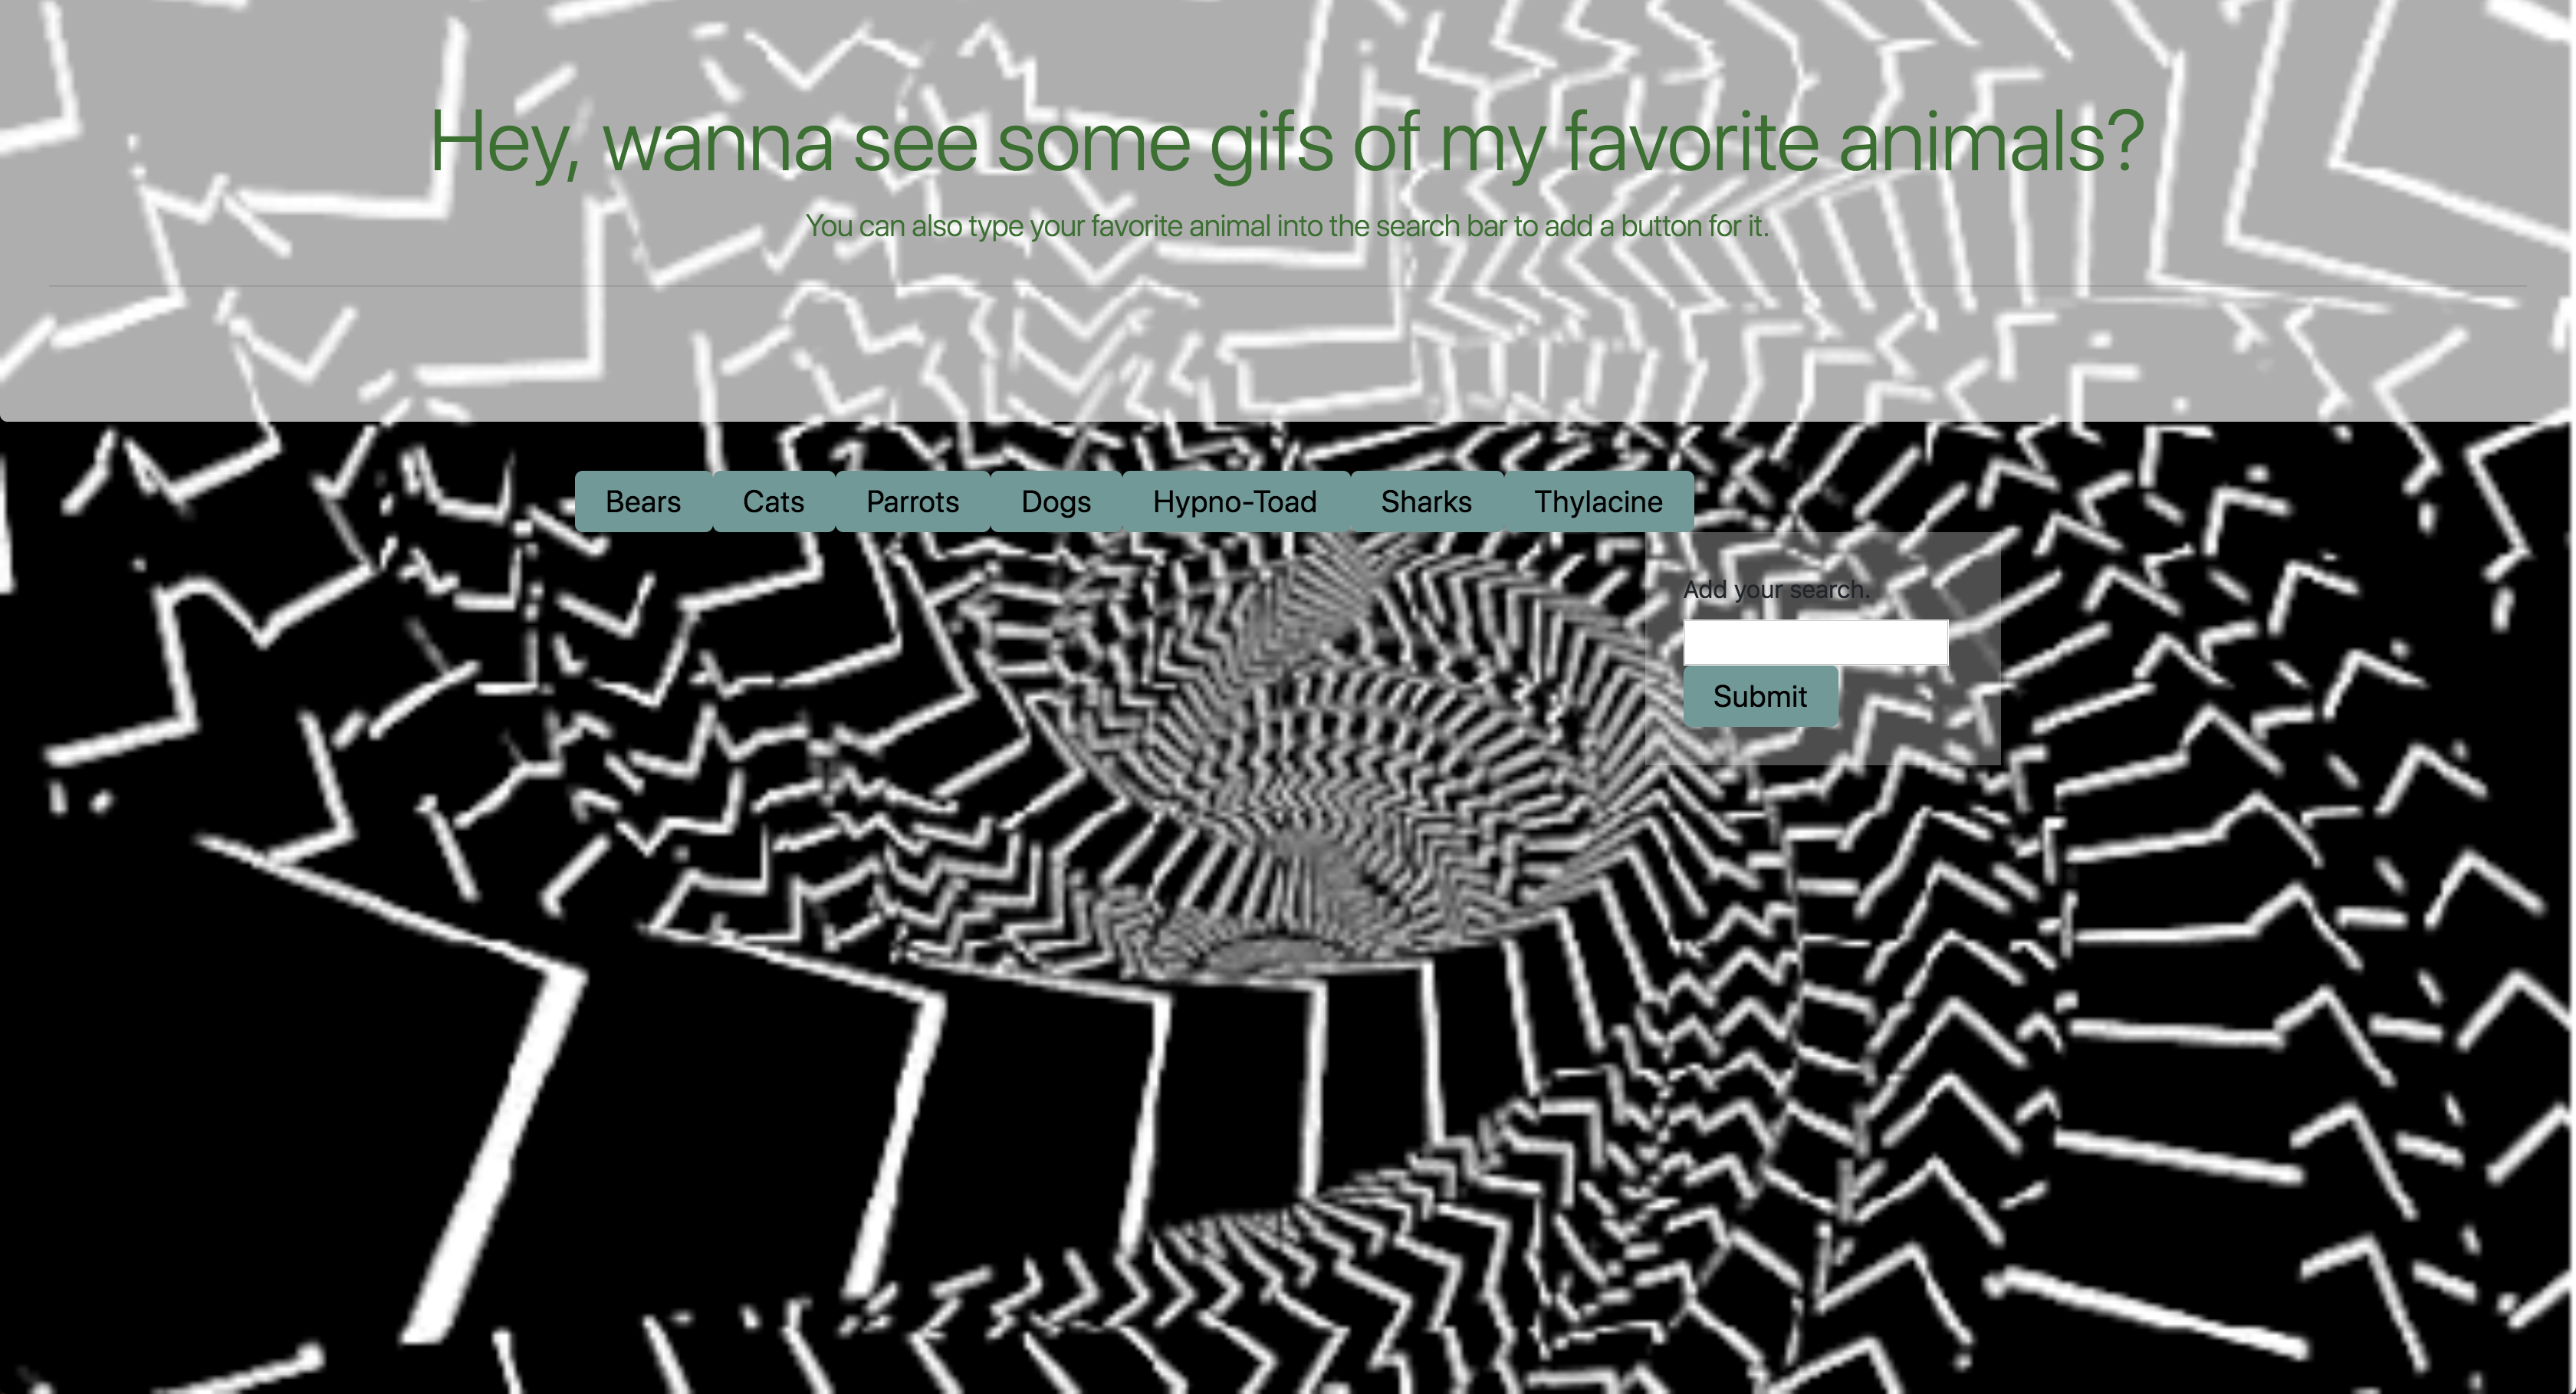 Hey, wanna see some gifs of my favorite animals?
You can also type your favorite animal into the search bar to add a button for it.
Bears Cats Parrots Dogs Hypno-Toad Sharks Thylacine
Add your search.
Submit